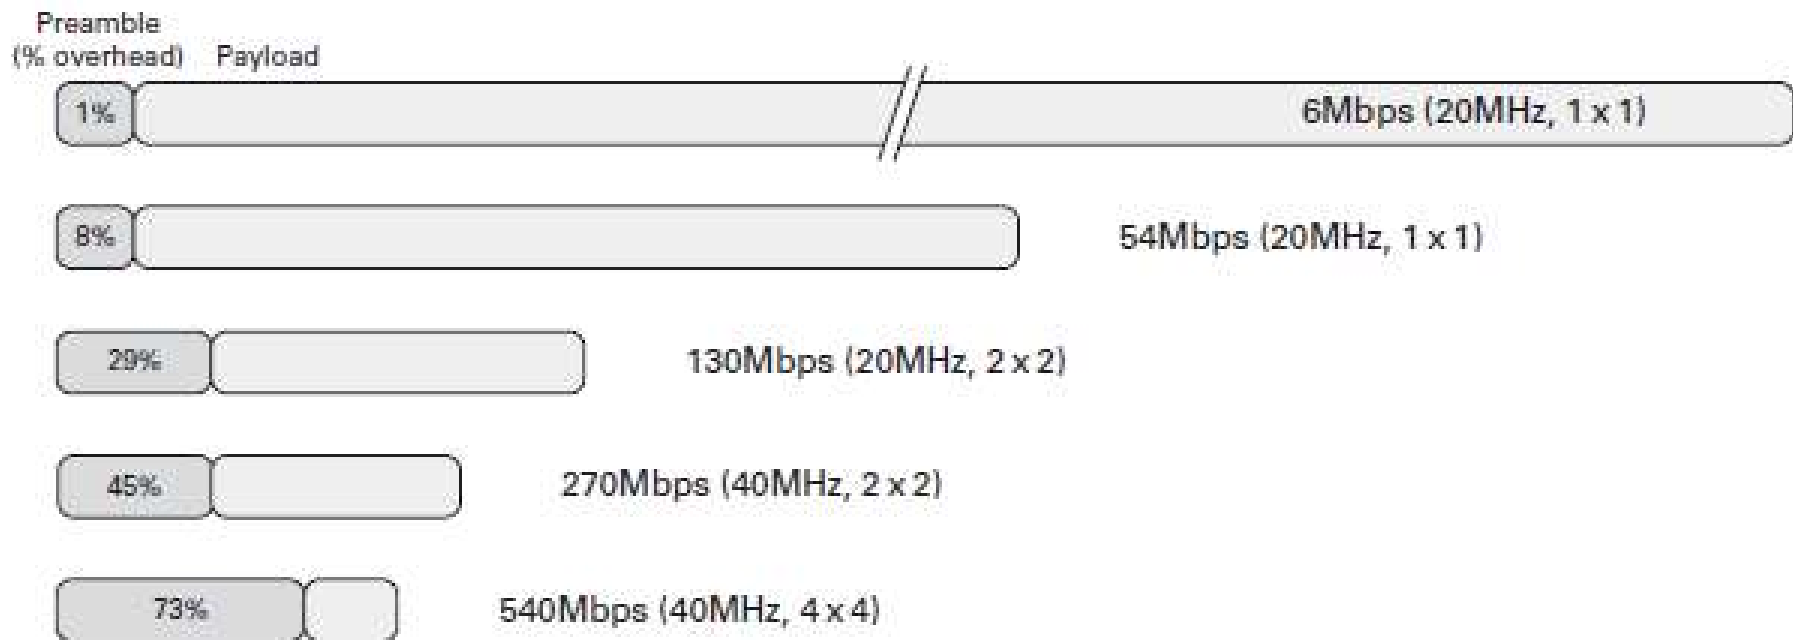 Preamble
(% overhead) Payload
1% 6Mbps (20MHz, 1 x 1)
8% 54Mbps (20MHz, 1 x 1)
29% 130Mbps (20MHz, 2 x 2)
45% 270Mbps (40MHz, 2 x 2)
73% 540Mbps (40MHz, 4 x 4)